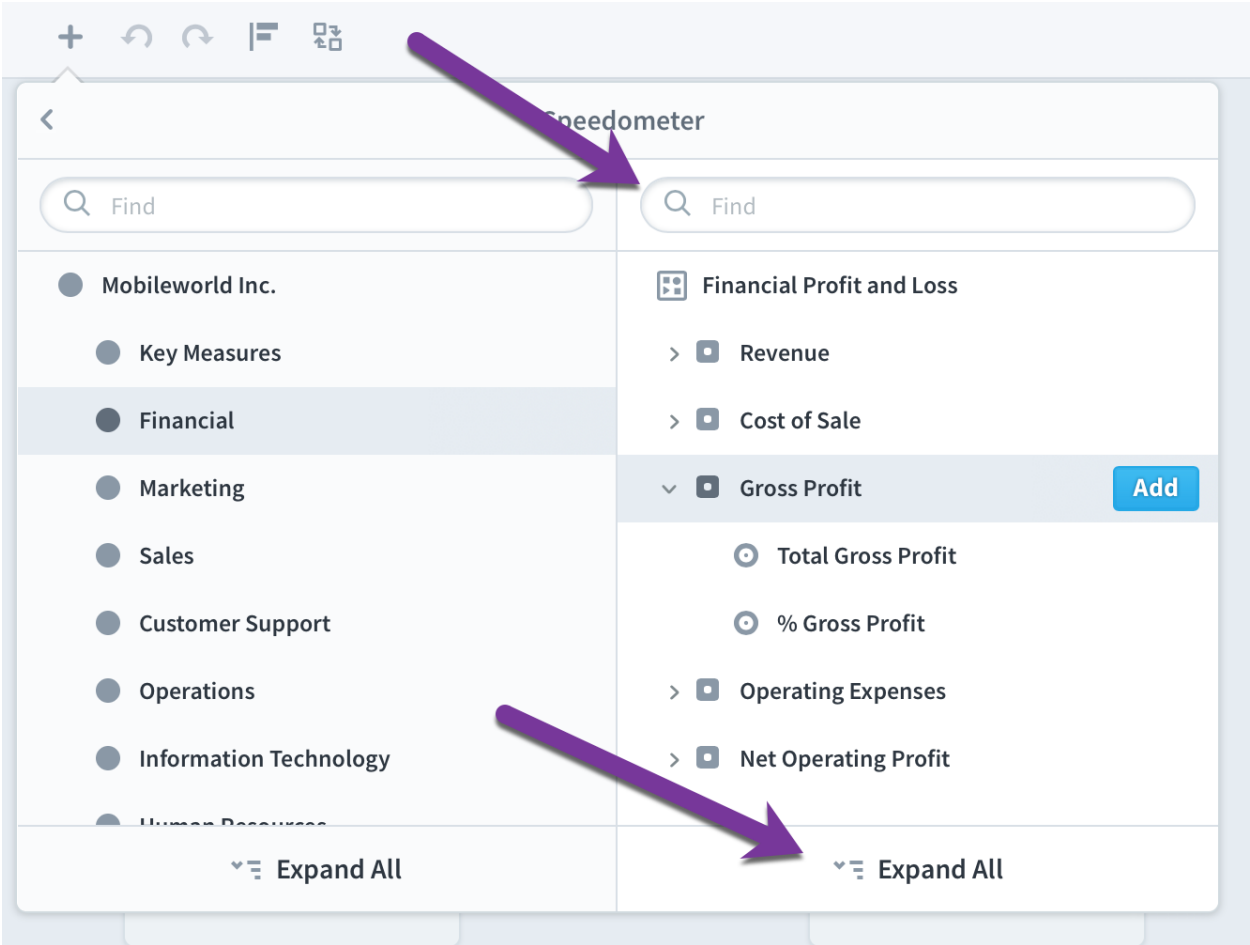 Speedometer
Find
Find
Mobileworld Inc.
Key Measures
Financial
Marketing
Sales
Customer Support
Operations
Information Technology
Human Resources
Expand All
Financial Profit and Loss
Revenue
Cost of Sale
Gross Profit
Add
Total Gross Profit
% Gross Profit
Operating Expenses
Net Operating Profit
Expand All